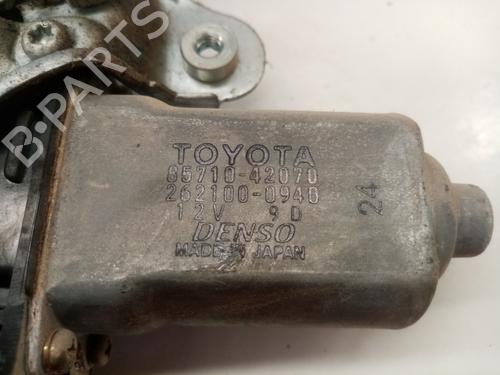 B-PARTS
TOYOTA
85710-42070
262100-0940
12V 9D
DENSO
MADE IN JAPAN
24